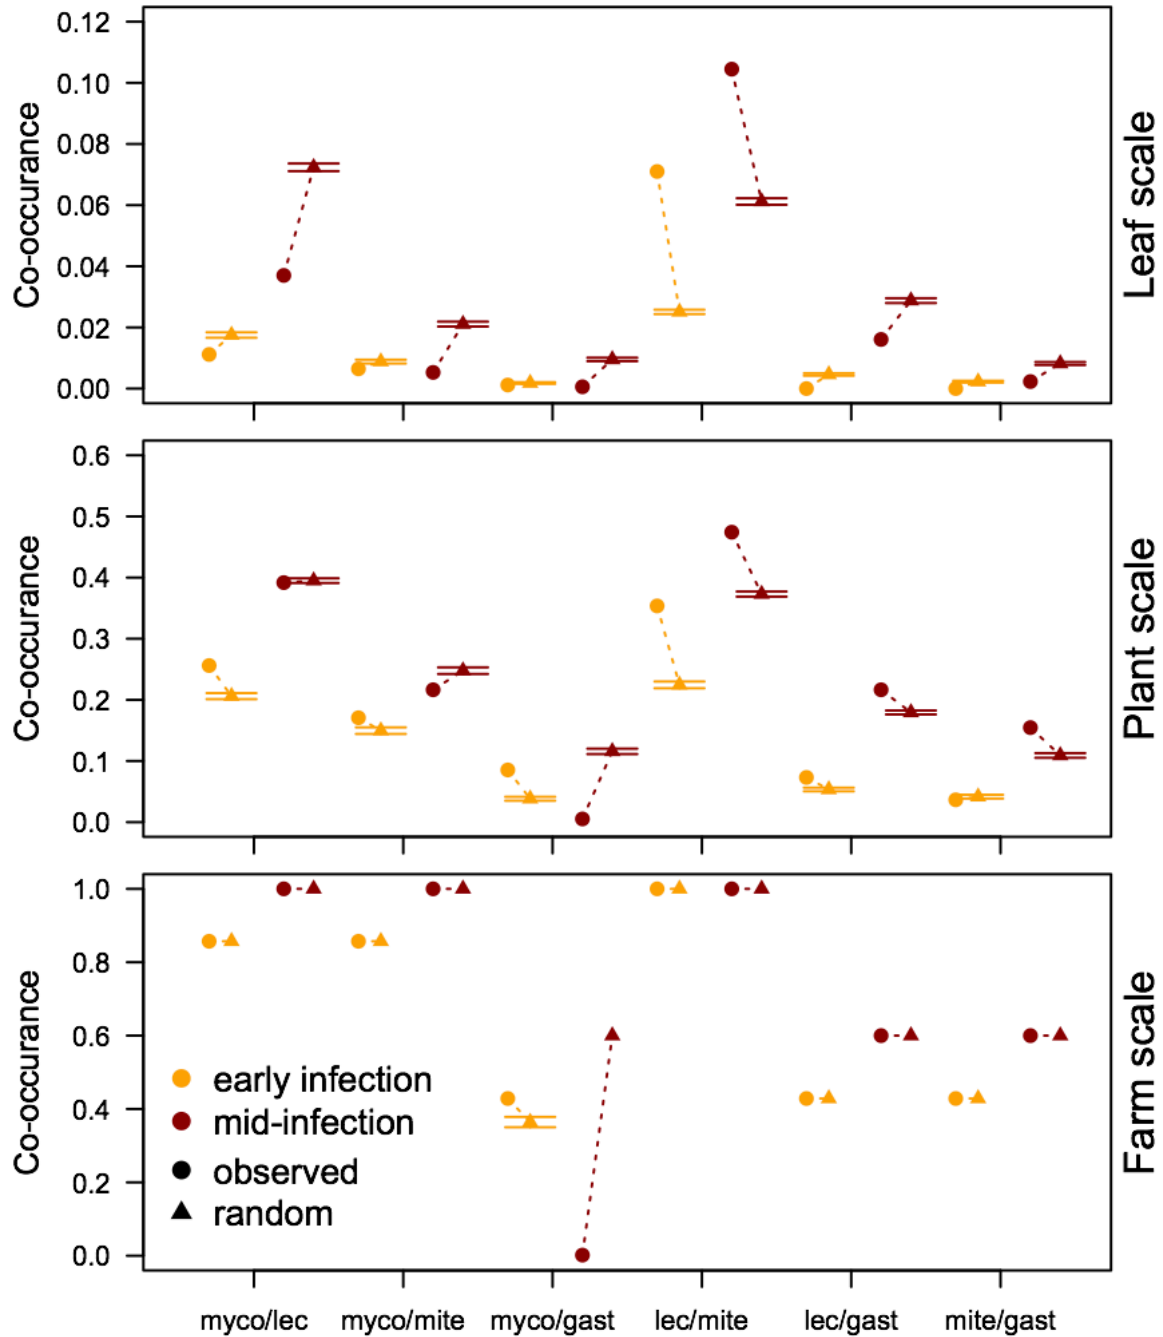 0.12
0.10
0.08
0.06
0.04
0.02
0.00
Co-occurance
Leaf scale
0.6
0.5
0.4
0.3
0.2
0.1
0.0
Co-occurance
Plant scale
1.0
0.8
0.6
0.4
0.2
0.0
Co-occurance
Farm scale
early infection
mid-infection
observed
random
myco/lec myco/mite myco/gast lec/mite lec/gast mite/gast